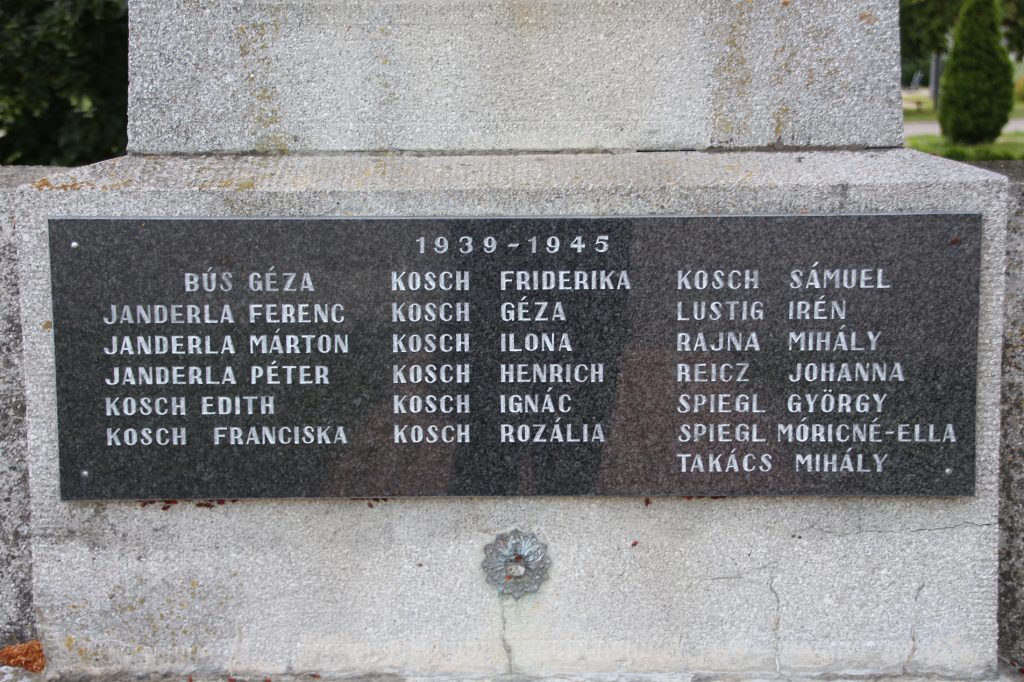 1939-1945
BÚS GÉZA
JANDERLA FERENC
JANDERLA MÁRTON
JANDERLA PÉTER
KOSCH EDITH
KOSCH FRANCISKA
KOSCH FRIDERIKA
KOSCH GÉZA
KOSCH ILONA
KOSCH HENRICH
KOSCH IGNÁC
KOSCH ROZÁLIA
KOSCH SÁMUEL
LUSTIG IRÉN
RAJNA MIHÁLY
REICZ JOHANNA
SPIEGL GYÖRGY
SPIEGL MÓRICNÉ-ELLA
TAKÁCS MIHÁLY